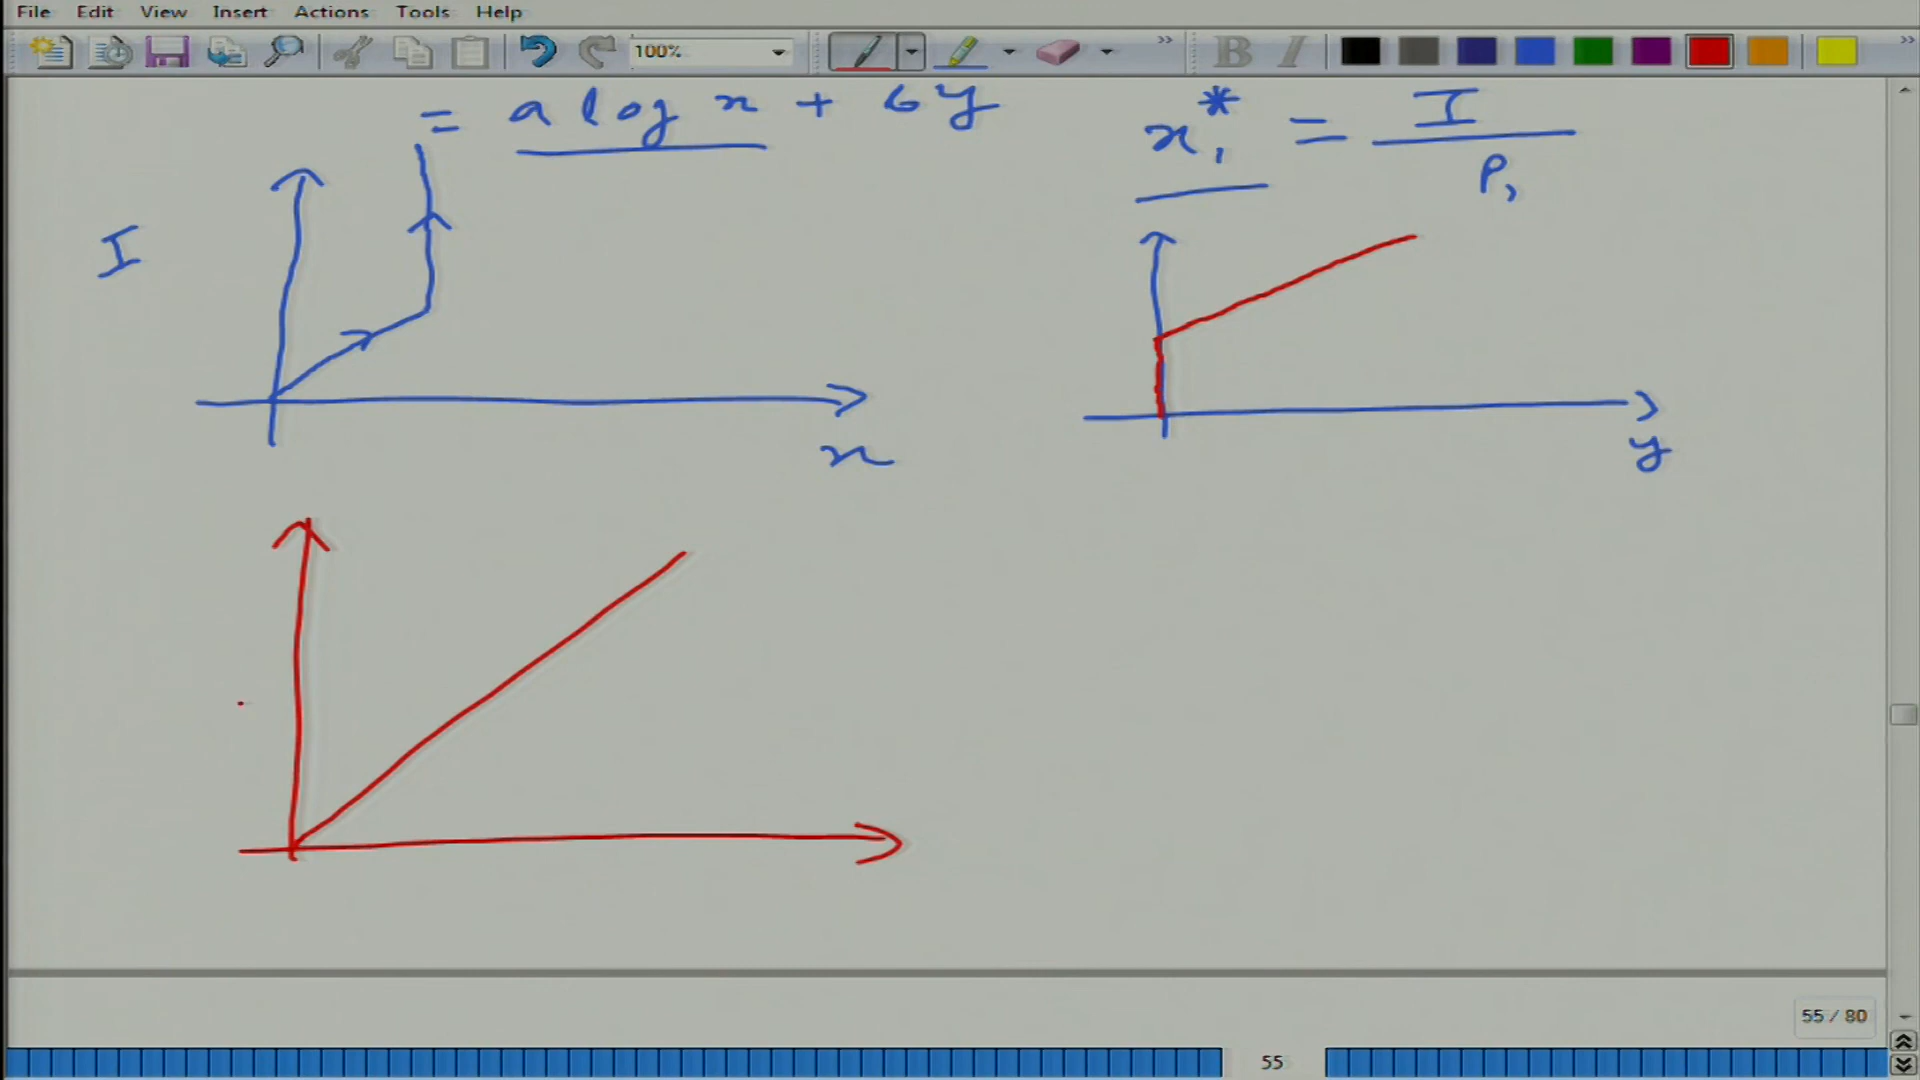 File Edit View Insert Actions Tools Help
100%
B I
= a log x + by
x₁* = I / P₁
I
x
y
55 / 80
55